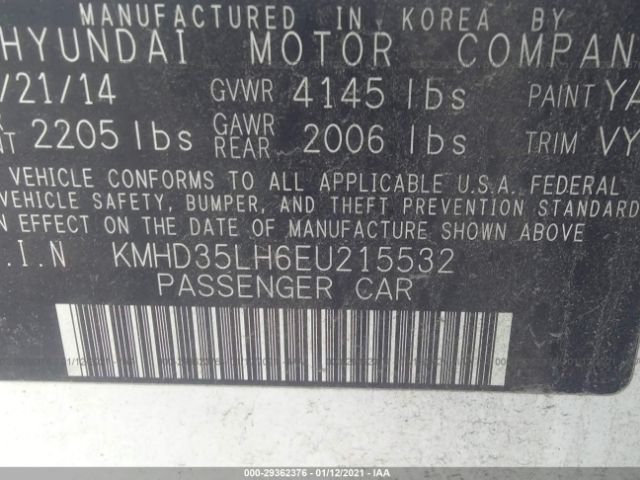 MANUFACTURED IN KOREA BY
HYUNDAI MOTOR COMPAN
/21/14 GVWR 4145 lbs PAINT YA
2205 lbs GAWR REAR 2006 lbs TRIM VY
VEHICLE CONFORMS TO ALL APPLICABLE U.S.A. FEDERAL
VEHICLE SAFETY, BUMPER, AND THEFT PREVENTION STANDARD
N EFFECT ON THE DATE OF MANUFACTURE SHOWN ABOVE.
.I.N KMHD35LH6EU215532
PASSENGER CAR
000-29362376 - 01/12/2021 - IAA